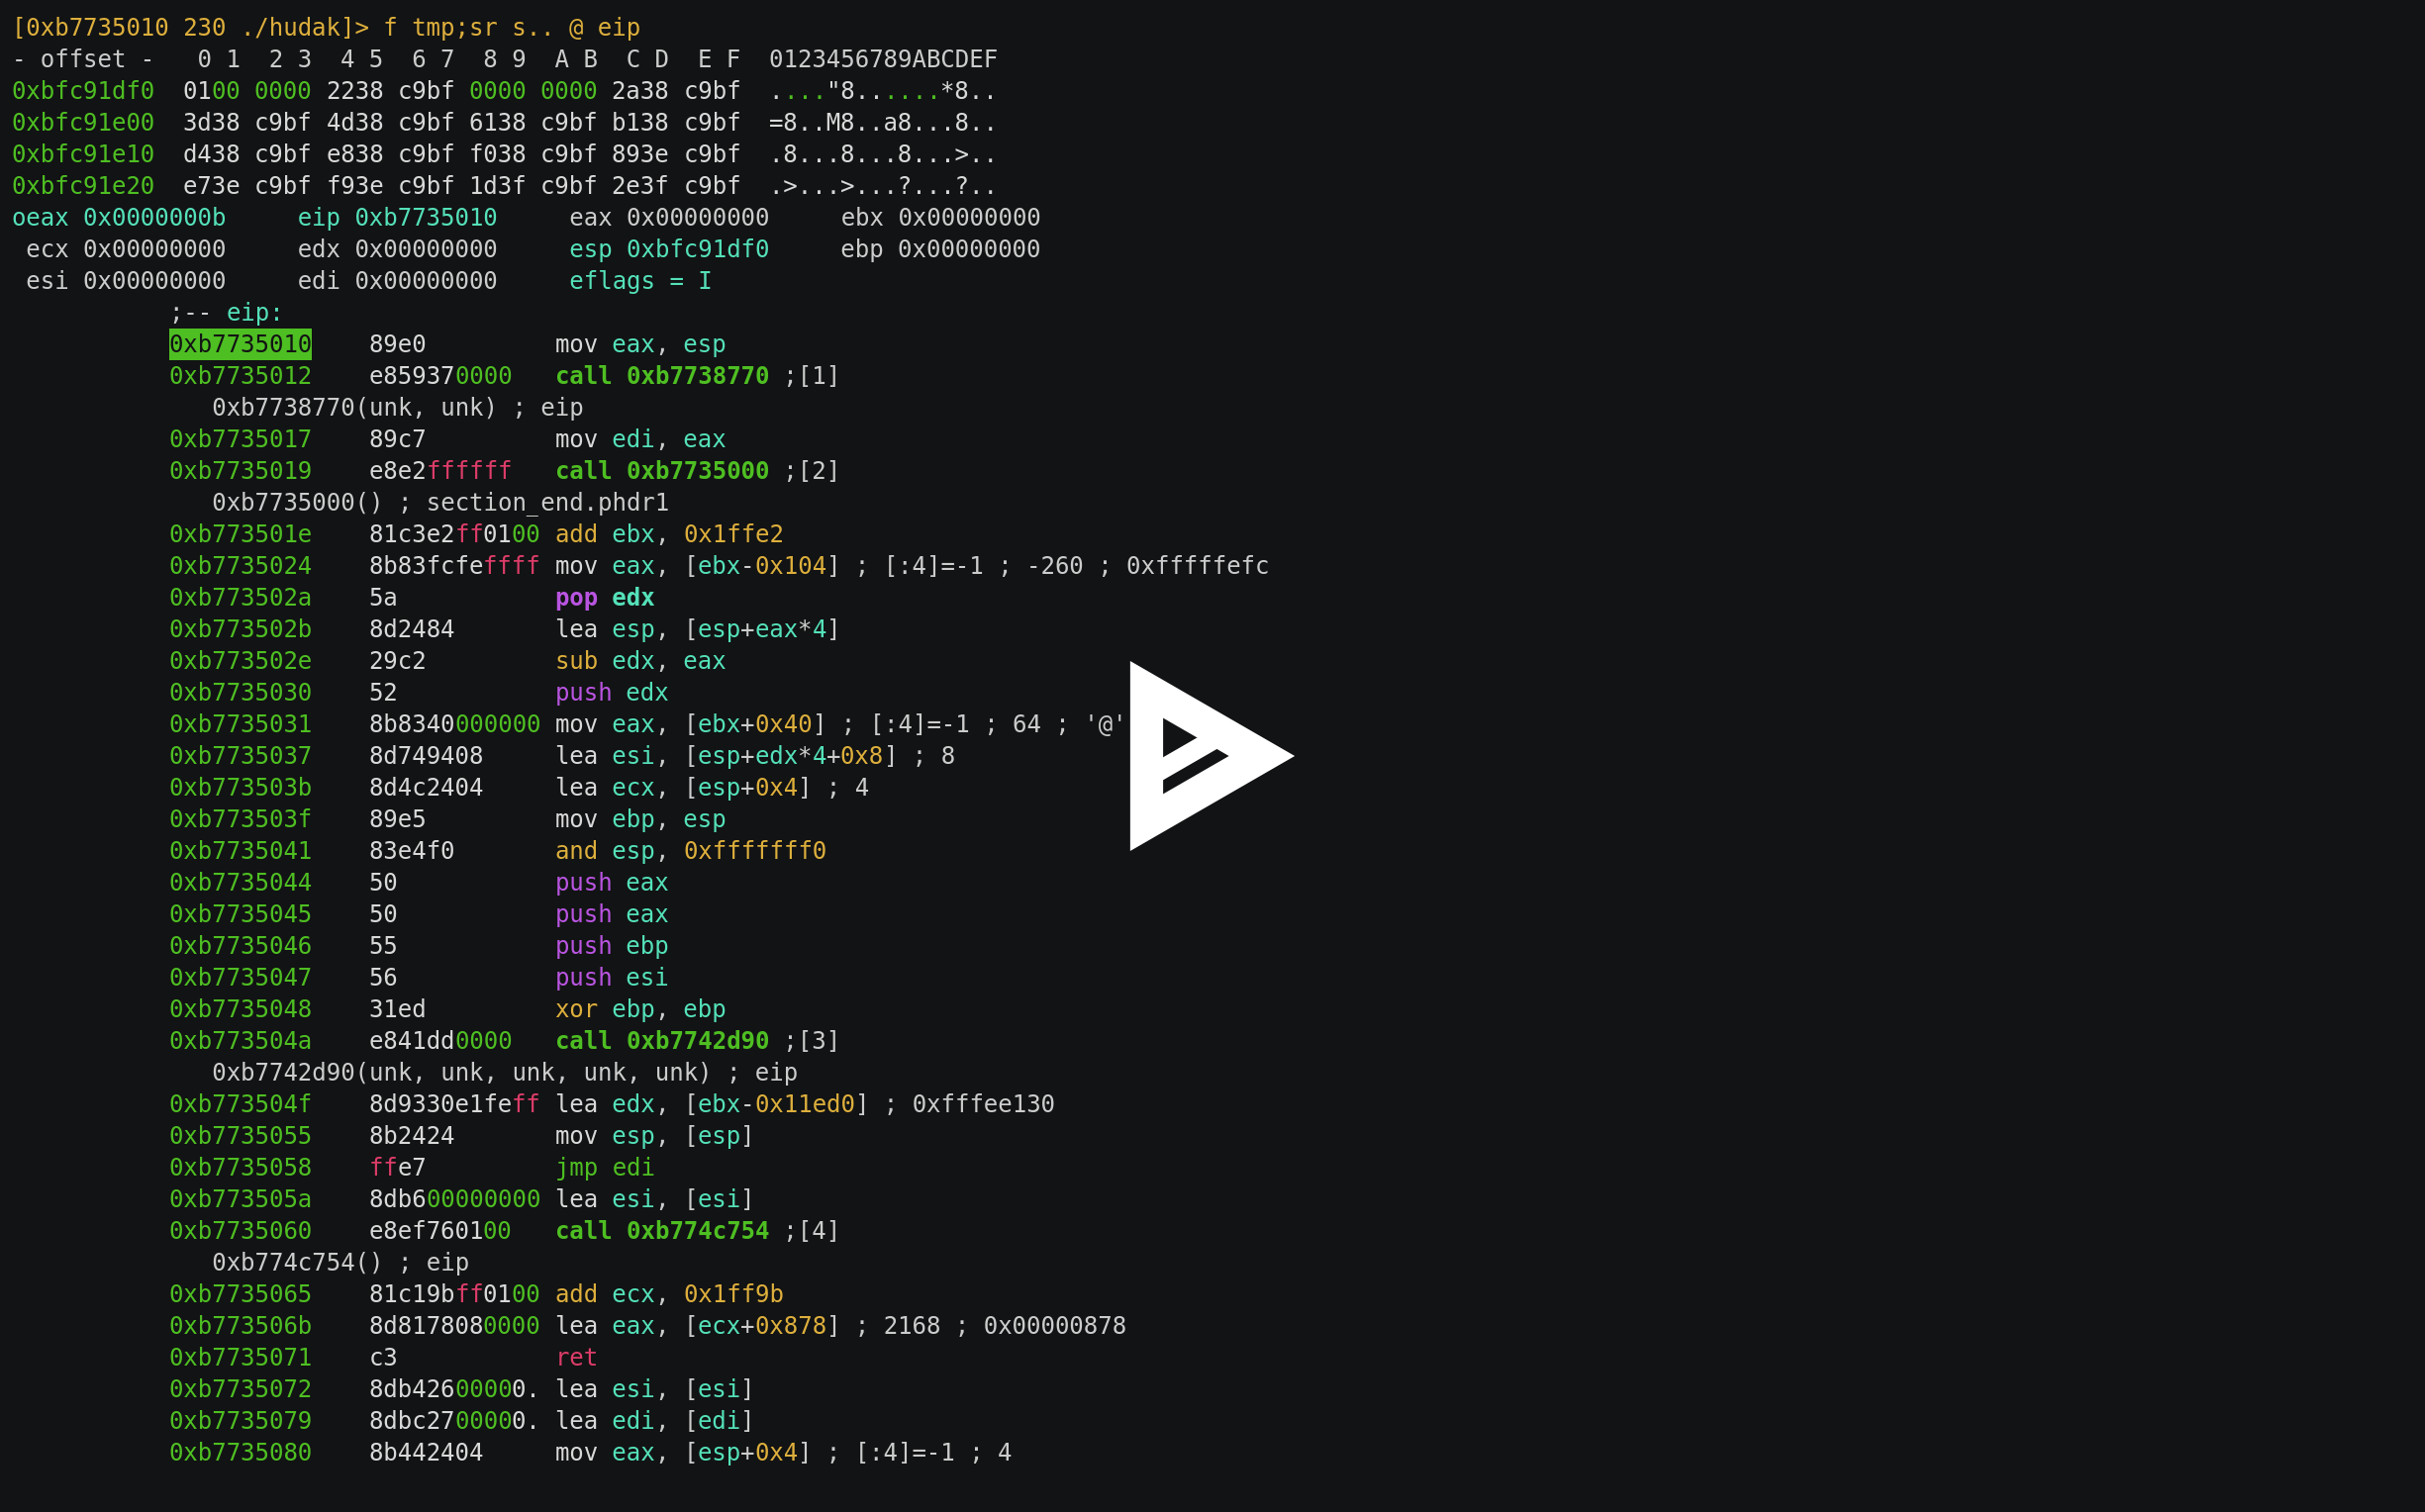 [0xb7735010 230 ./hudak]> f tmp;sr s.. @ eip
- offset -   0 1  2 3  4 5  6 7  8 9  A B  C D  E F  0123456789ABCDEF
0xbfc91df0  0100 0000 2238 c9bf 0000 0000 2a38 c9bf  ...."8......*8..
0xbfc91e00  3d38 c9bf 4d38 c9bf 6138 c9bf b138 c9bf  =8..M8..a8...8..
0xbfc91e10  d438 c9bf e838 c9bf f038 c9bf 893e c9bf  .8...8...8...>..
0xbfc91e20  e73e c9bf f93e c9bf 1d3f c9bf 2e3f c9bf  .>...>...?...?..
oeax 0x0000000b     eip 0xb7735010     eax 0x00000000     ebx 0x00000000
ecx 0x00000000     edx 0x00000000     esp 0xbfc91df0     ebp 0x00000000
esi 0x00000000     edi 0x00000000     eflags = I
;-- eip:
0xb7735010    89e0         mov eax, esp
0xb7735012    e859370000   call 0xb7738770 ;[1]
0xb7738770(unk, unk) ; eip
0xb7735017    89c7         mov edi, eax
0xb7735019    e8e2ffffff   call 0xb7735000 ;[2]
0xb7735000() ; section_end.phdr1
0xb773501e    81c3e2ff0100 add ebx, 0x1ffe2
0xb7735024    8b83fcfeffff mov eax, [ebx-0x104] ; [:4]=-1 ; -260 ; 0xfffffefc
0xb773502a    5a           pop edx
0xb773502b    8d2484       lea esp, [esp+eax*4]
0xb773502e    29c2         sub edx, eax
0xb7735030    52           push edx
0xb7735031    8b8340000000 mov eax, [ebx+0x40] ; [:4]=-1 ; 64 ; '@'
0xb7735037    8d749408     lea esi, [esp+edx*4+0x8] ; 8
0xb773503b    8d4c2404     lea ecx, [esp+0x4] ; 4
0xb773503f    89e5         mov ebp, esp
0xb7735041    83e4f0       and esp, 0xfffffff0
0xb7735044    50           push eax
0xb7735045    50           push eax
0xb7735046    55           push ebp
0xb7735047    56           push esi
0xb7735048    31ed         xor ebp, ebp
0xb773504a    e841dd0000   call 0xb7742d90 ;[3]
0xb7742d90(unk, unk, unk, unk, unk) ; eip
0xb773504f    8d9330e1feff lea edx, [ebx-0x11ed0] ; 0xfffee130
0xb7735055    8b2424       mov esp, [esp]
0xb7735058    ffe7         jmp edi
0xb773505a    8db600000000 lea esi, [esi]
0xb7735060    e8ef760100   call 0xb774c754 ;[4]
0xb774c754() ; eip
0xb7735065    81c19bff0100 add ecx, 0x1ff9b
0xb773506b    8d8178080000 lea eax, [ecx+0x878] ; 2168 ; 0x00000878
0xb7735071    c3           ret
0xb7735072    8db42600000. lea esi, [esi]
0xb7735079    8dbc2700000. lea edi, [edi]
0xb7735080    8b442404     mov eax, [esp+0x4] ; [:4]=-1 ; 4